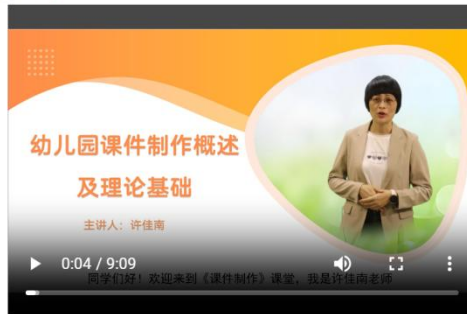 幼儿园课件制作概述
及理论基础
主讲人：许佳南
0:04 / 9:09
同学们好！欢迎来到《课件制作》课堂，我是许佳南老师